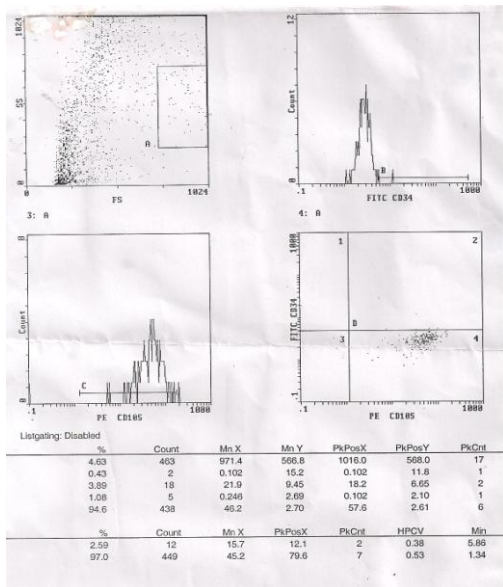 1024
SS
A
0
0 FS 1024
12
Count
B
0
.1 FITC CD34 1000
3: A
4: A
8
Count
C
0
.1 PE CD105 1000
1000
FITC CD34
.1
1 2
D
3 4
.1 PE CD105 1000
Listgating: Disabled
% Count Mn X Mn Y PkPosX PkPosY PkCnt
4.63 463 971.4 566.8 1016.0 568.0 17
0.43 2 0.102 15.2 0.102 11.8 1
3.89 18 21.9 9.45 18.2 6.65 2
1.08 5 0.246 2.69 0.102 2.10 1
94.6 438 46.2 2.70 57.6 2.61 6
% Count Mn X PkPosX PkCnt HPCV Min
2.59 12 15.7 12.1 2 0.38 5.86
97.0 449 45.2 79.6 7 0.53 1.34